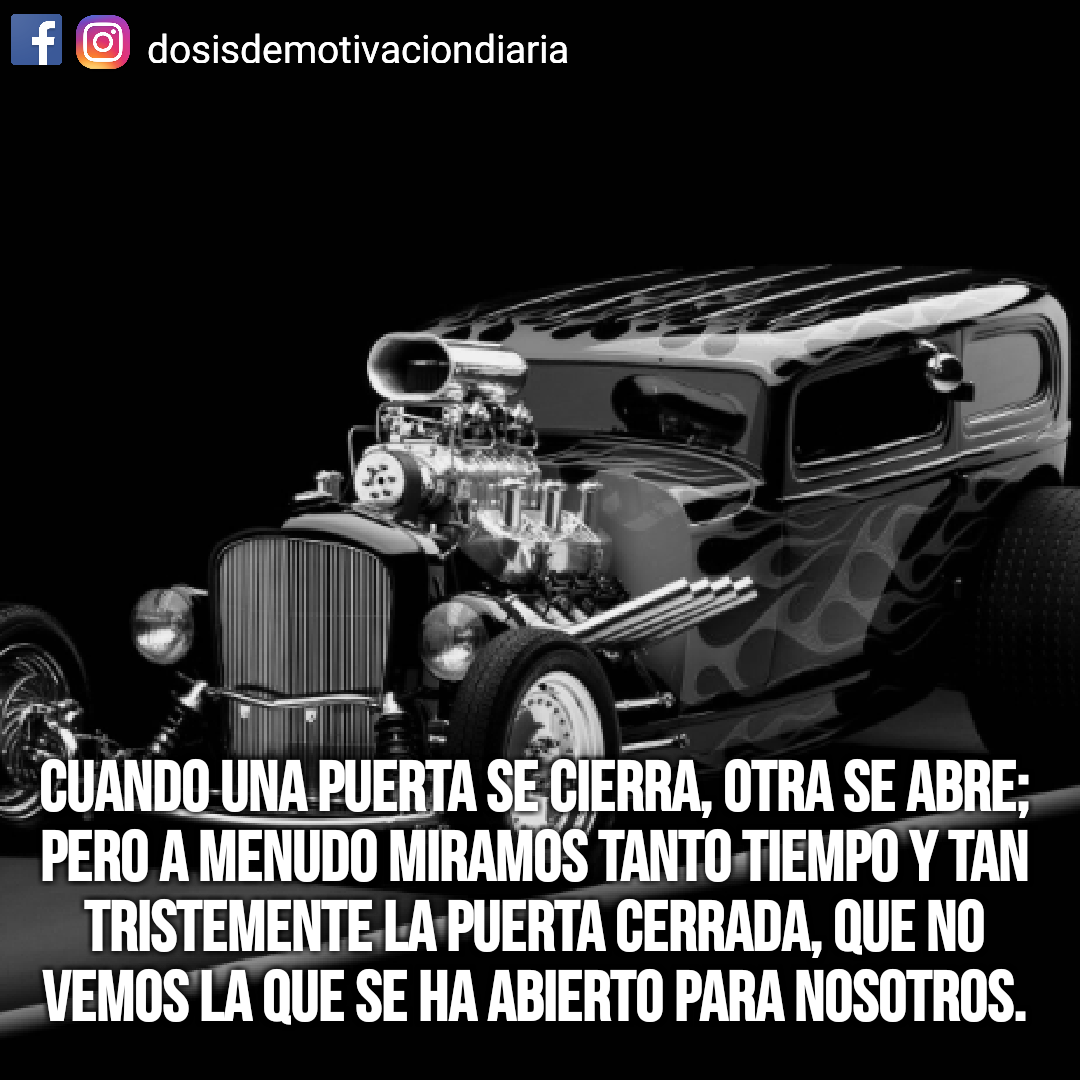 dosisdemotivaciondiaria
CUANDO UNA PUERTA SE CIERRA, OTRA SE ABRE;
PERO A MENUDO MIRAMOS TANTO TIEMPO Y TAN
TRISTEMENTE LA PUERTA CERRADA, QUE NO
VEMOS LA QUE SE HA ABIERTO PARA NOSOTROS.